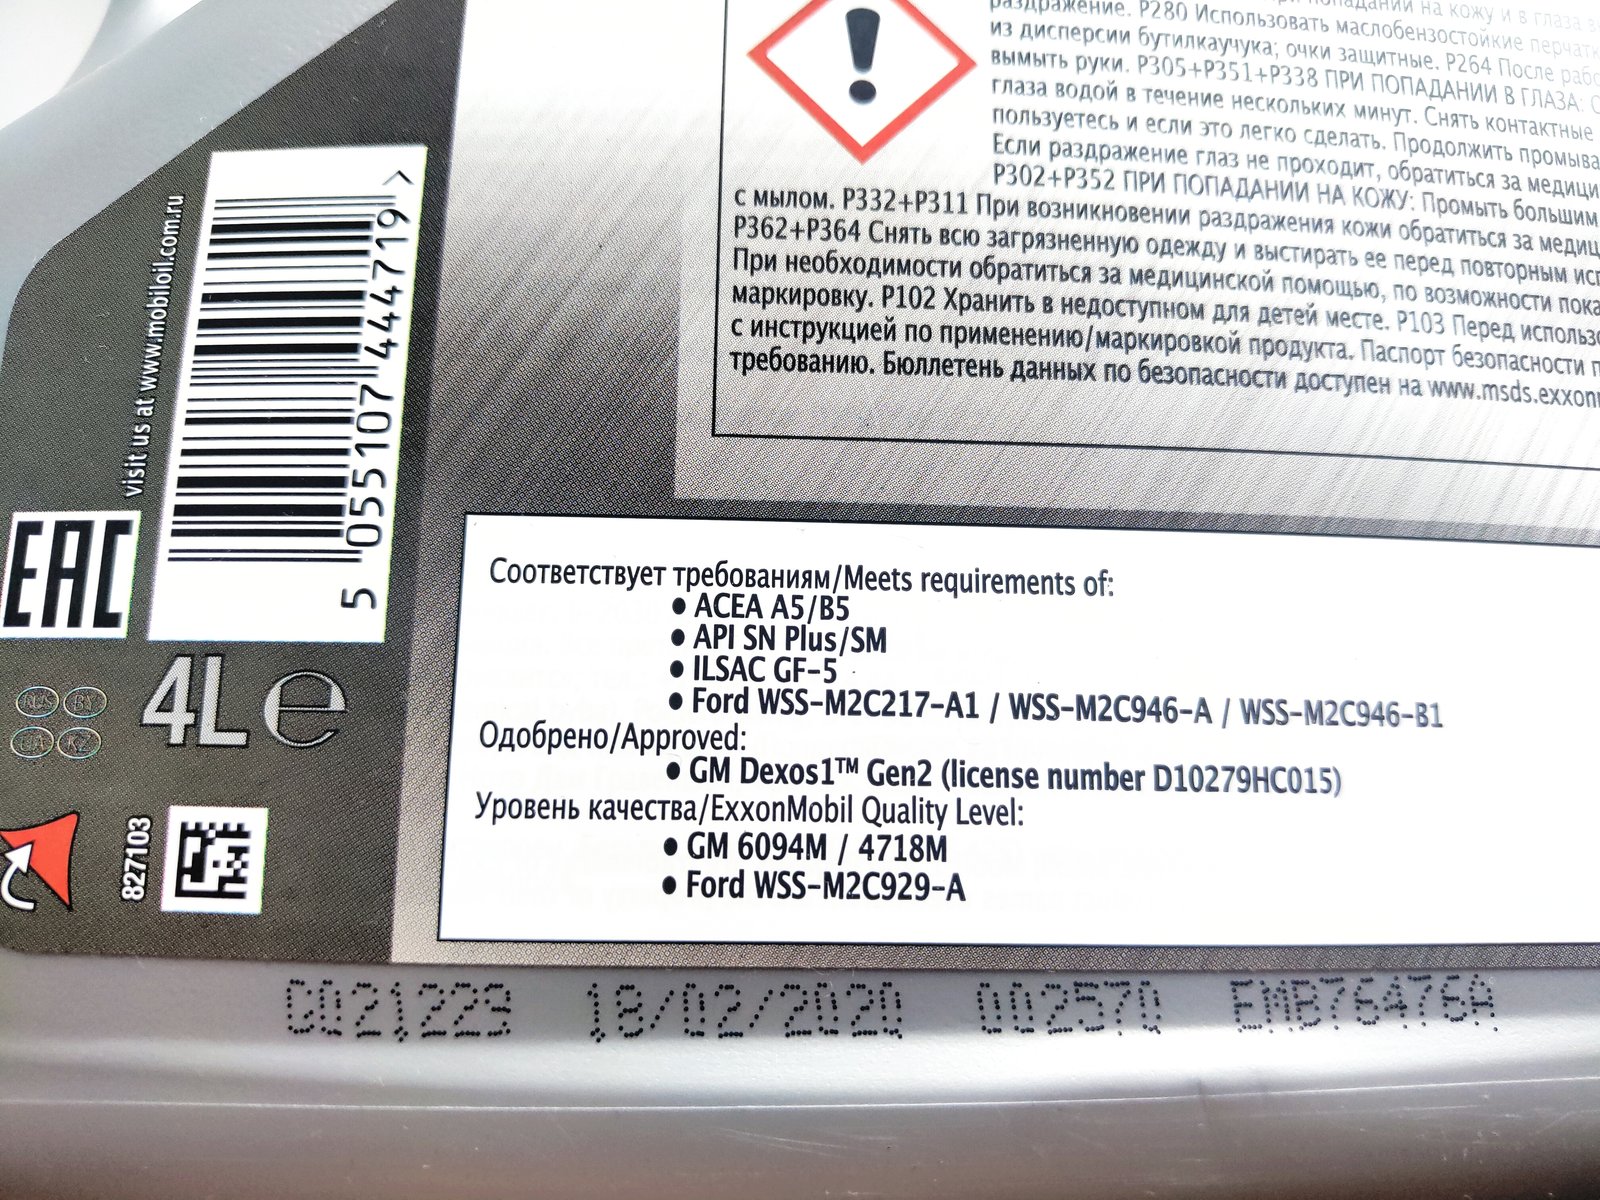 раздражение. P280 Использовать маслобензостойкие перчатк
из дисперсии бутилкаучука; очки защитные. P264 После рабо
вымыть руки. P305+P351+P338 ПРИ ПОПАДАНИИ В ГЛАЗА: О
глаза водой в течение нескольких минут. Снять контактные
пользуетесь и если это легко сделать. Продолжить промыва
Если раздражение глаз не проходит, обратиться за медици
P302+P352 ПРИ ПОПАДАНИИ НА КОЖУ: Промыть большим
с мылом. P332+P311 При возникновении раздражения кожи обратиться за медиц
P362+P364 Снять всю загрязненную одежду и выстирать ее перед повторным исп
При необходимости обратиться за медицинской помощью, по возможности пока
маркировку. P102 Хранить в недоступном для детей месте. P103 Перед использо
с инструкцией по применению/маркировкой продукта. Паспорт безопасности п
требованию. Бюллетень данных по безопасности доступен на www.msds.exxon
visit us at www.mobiloil.com.ru
5 055107 444719 >
EAC
RUS BY
UA KZ
4L e
827103
Соответствует требованиям/Meets requirements of:
● ACEA A5/B5
● API SN Plus/SM
● ILSAC GF-5
● Ford WSS-M2C217-A1 / WSS-M2C946-A / WSS-M2C946-B1
Одобрено/Approved:
● GM Dexos1™ Gen2 (license number D10279HC015)
Уровень качества/ExxonMobil Quality Level:
● GM 6094M / 4718M
● Ford WSS-M2C929-A
G021223 18/02/2020 002570 EMB76476A